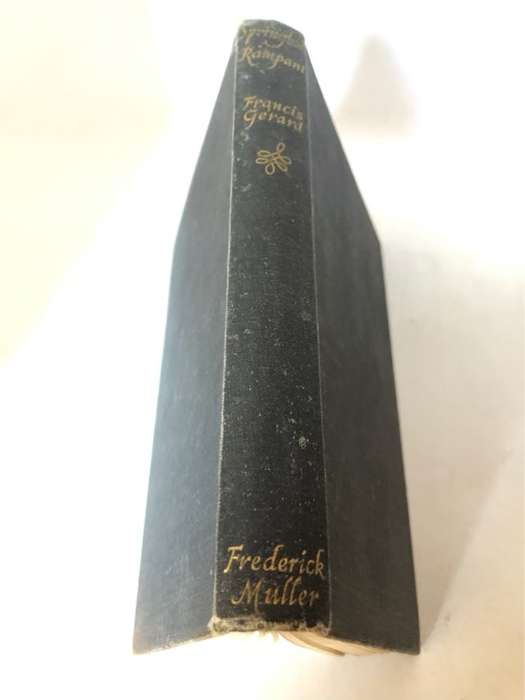 Springbok
Rampant
Francis
Gerard
Frederick
Muller